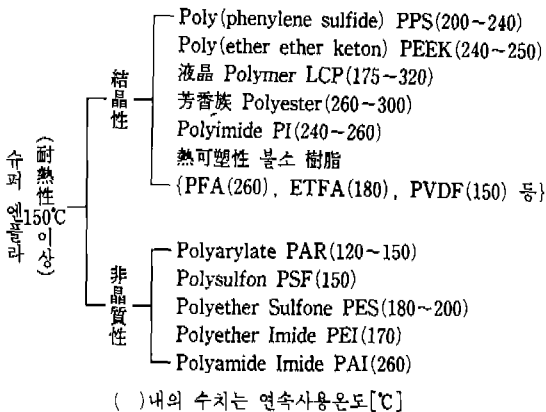 Poly(phenylene sulfide) PPS(200~240)
Poly(ether ether keton) PEEK(240~250)
液晶 Polymer LCP(175~320)
芳香族 Polyester(260~300)
Polyimide PI(240~260)
熱可塑性 불소 樹脂
{PFA(260), ETFA(180), PVDF(150) 등}
結晶性
슈퍼 엔플라
(耐熱性 150℃ 이상)
非晶質性
Polyarylate PAR(120~150)
Polysulfon PSF(150)
Polyether Sulfone PES(180~200)
Polyether Imide PEI(170)
Polyamide Imide PAI(260)
( )내의 수치는 연속사용온도[℃]